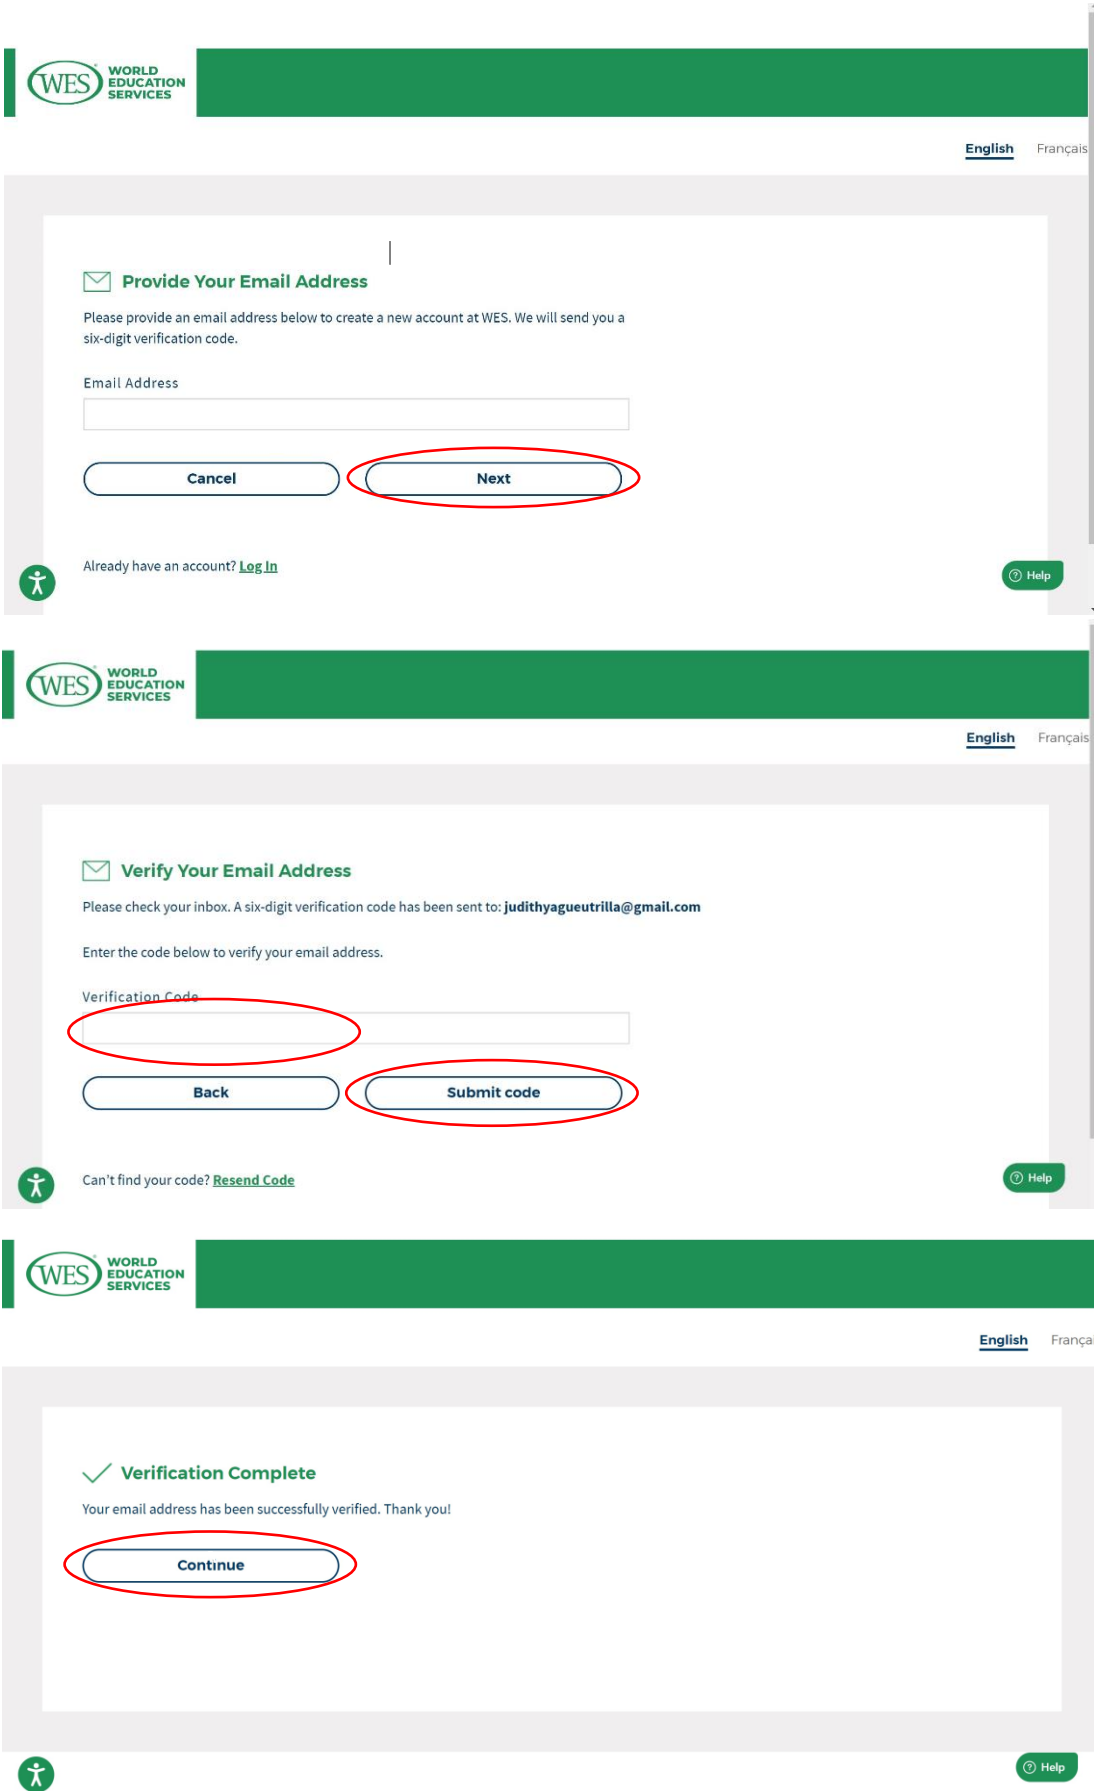 WES WORLD
EDUCATION
SERVICES
English Français
Provide Your Email Address
Please provide an email address below to create a new account at WES. We will send you a
six-digit verification code.
Email Address
Cancel Next
Already have an account? Log In
Help
WES WORLD
EDUCATION
SERVICES
English Français
Verify Your Email Address
Please check your inbox. A six-digit verification code has been sent to: judithyagueutrilla@gmail.com
Enter the code below to verify your email address.
Verification Code
Back Submit code
Can't find your code? Resend Code
Help
WES WORLD
EDUCATION
SERVICES
English Françai
Verification Complete
Your email address has been successfully verified. Thank you!
Continue
Help